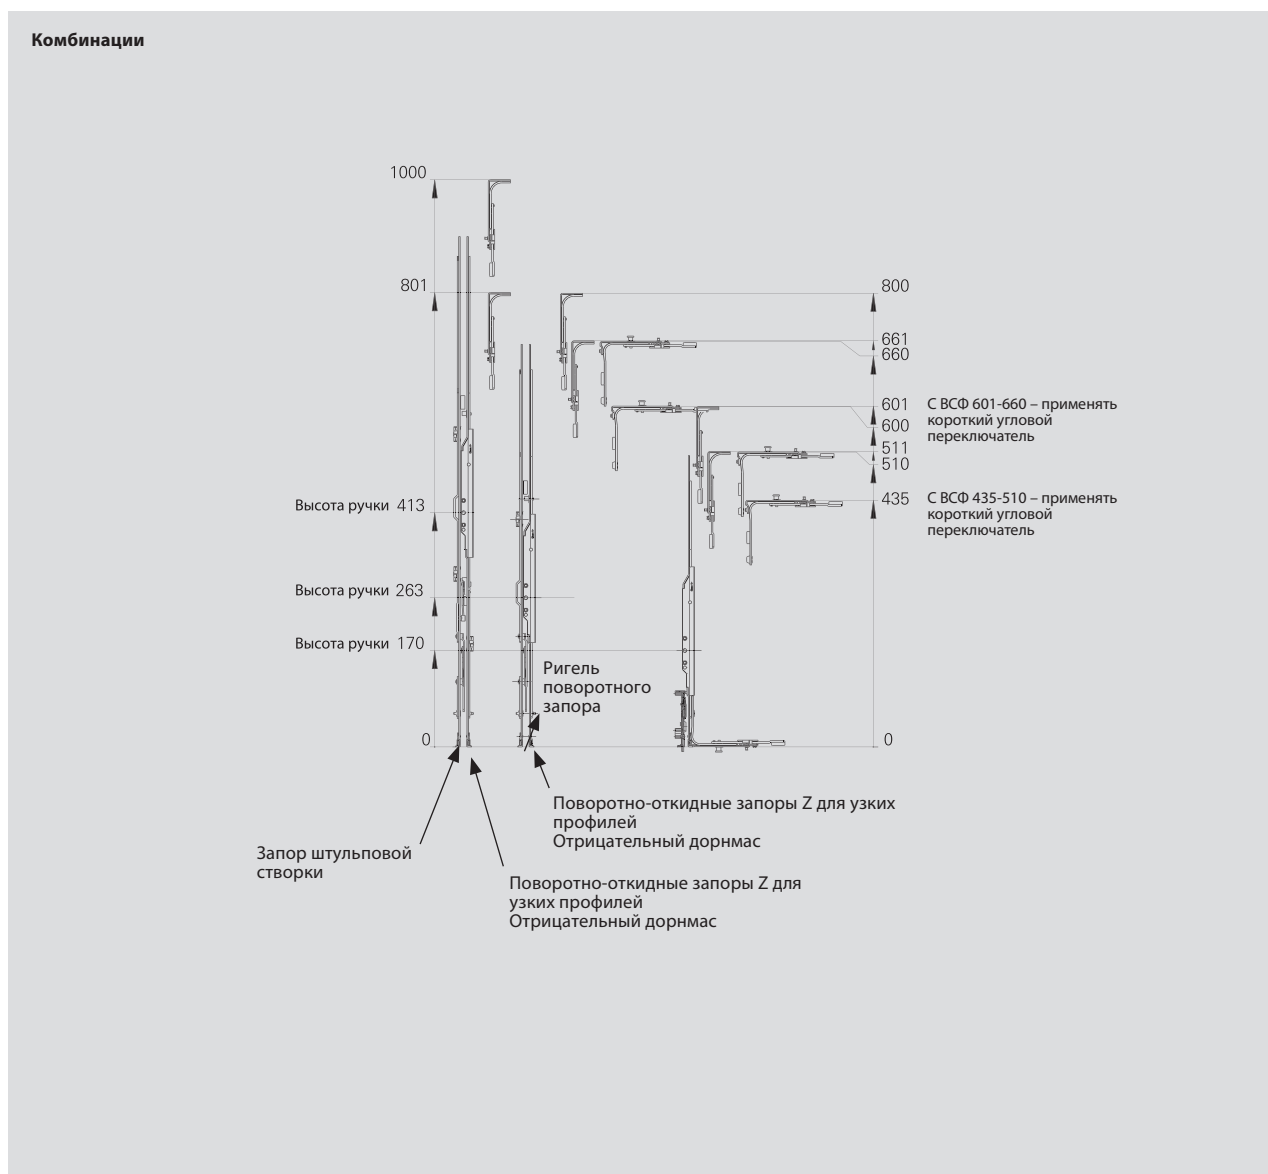 Комбинации
1000
801
800
661
660
601
С ВСФ 601-660 – применять
короткий угловой
переключатель
600
511
510
435
С ВСФ 435-510 – применять
короткий угловой
переключатель
Высота ручки 413
Высота ручки 263
Высота ручки 170
Ригель
поворотного
запора
0
0
Поворотно-откидные запоры Z для узких
профилей
Отрицательный дорнмас
Запор штульповой
створки
Поворотно-откидные запоры Z для
узких профилей
Отрицательный дорнмас